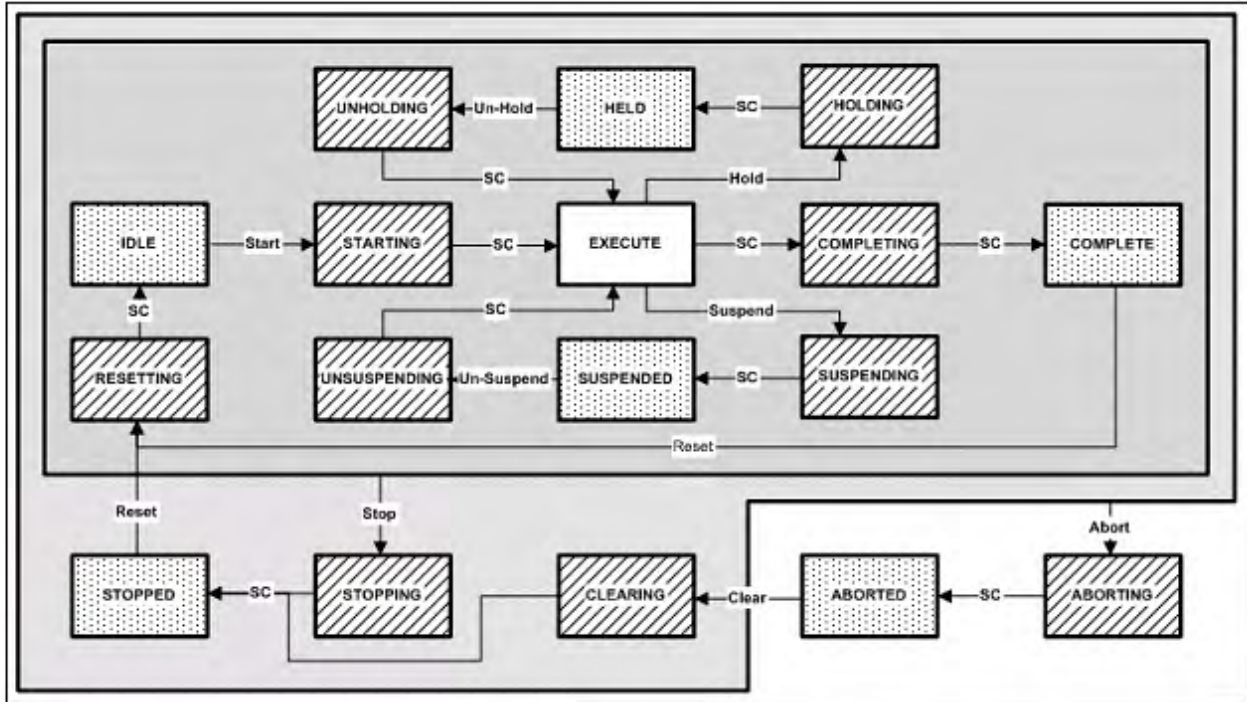 UNHOLDING
Un-Hold
HELD
SC
HOLDING
SC
Hold
IDLE
Start
STARTING
SC
EXECUTE
SC
COMPLETING
SC
COMPLETE
SC
SC
Suspend
RESETTING
UNSUSPENDING
Un-Suspend
SUSPENDED
SC
SUSPENDING
Reset
Reset
Stop
Abort
STOPPED
SC
STOPPING
CLEARING
Clear
ABORTED
SC
ABORTING